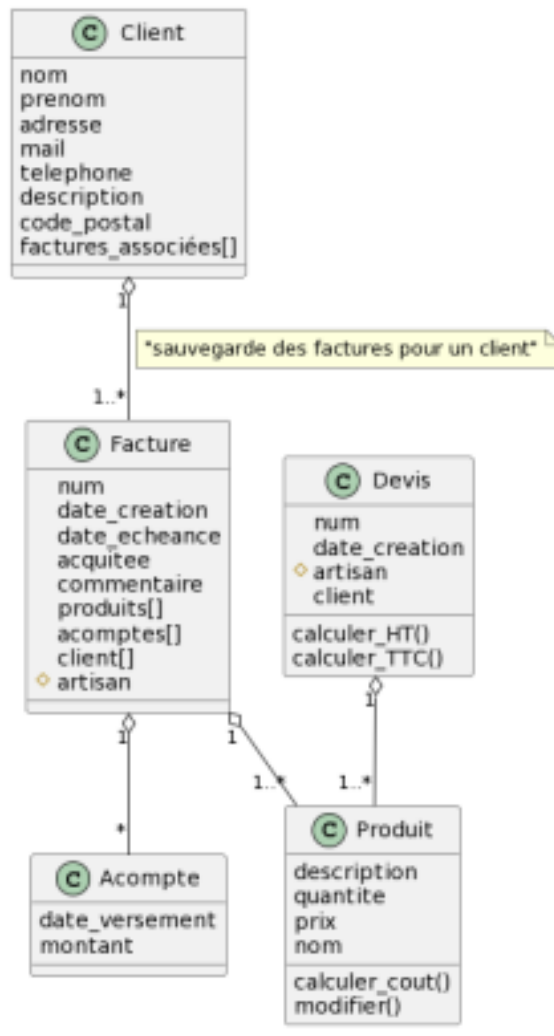 C Client
nom
prenom
adresse
mail
telephone
description
code_postal
factures_associées[]
1
"sauvegarde des factures pour un client"
1..*
C Facture
num
date_creation
date_echeance
acquitee
commentaire
produits[]
acomptes[]
client[]
artisan
C Devis
num
date_creation
artisan
client
calculer_HT()
calculer_TTC()
1
1
1
*
1..*
1..*
C Acompte
date_versement
montant
C Produit
description
quantite
prix
nom
calculer_cout()
modifier()